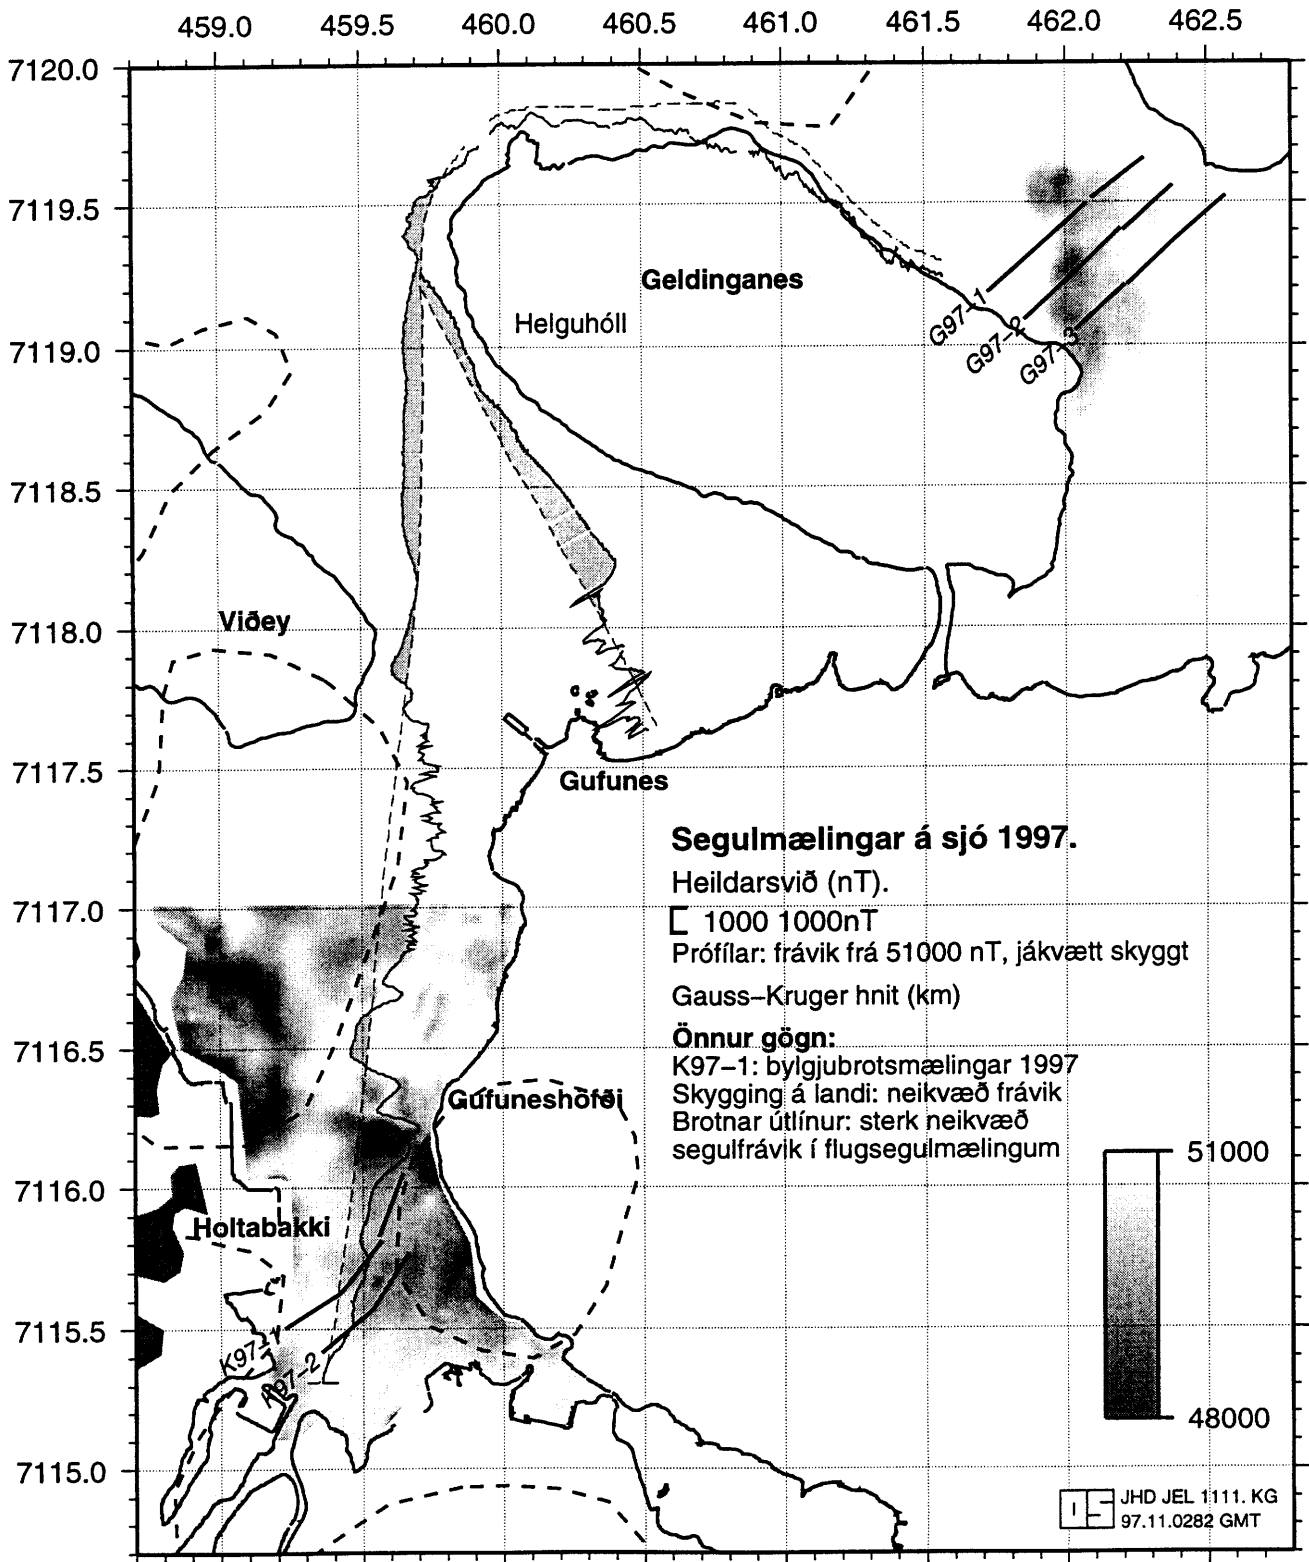 459.0 459.5 460.0 460.5 461.0 461.5 462.0 462.5
7120.0
7119.5
7119.0
7118.5
7118.0
7117.5
7117.0
7116.5
7116.0
7115.5
7115.0
Geldinganes
Helguhóll
G97-1
G97-2
G97-3
Viðey
Gufunes
Segulmælingar á sjó 1997.
Heildarsvið (nT).
1000 1000nT
Prófílar: frávik frá 51000 nT, jákvætt skyggt
Gauss-Kruger hnit (km)
Önnur gögn:
K97-1: bylgjubrotsmælingar 1997
Skygging á landi: neikvæð frávik
Brotnar útlínur: sterk neikvæð
segulfrávik í flugsegulmælingum
Gufuneshöfði
Holtabakki
K97-1
97-2
51000
48000
JHD JEL 1111. KG
97.11.0282 GMT